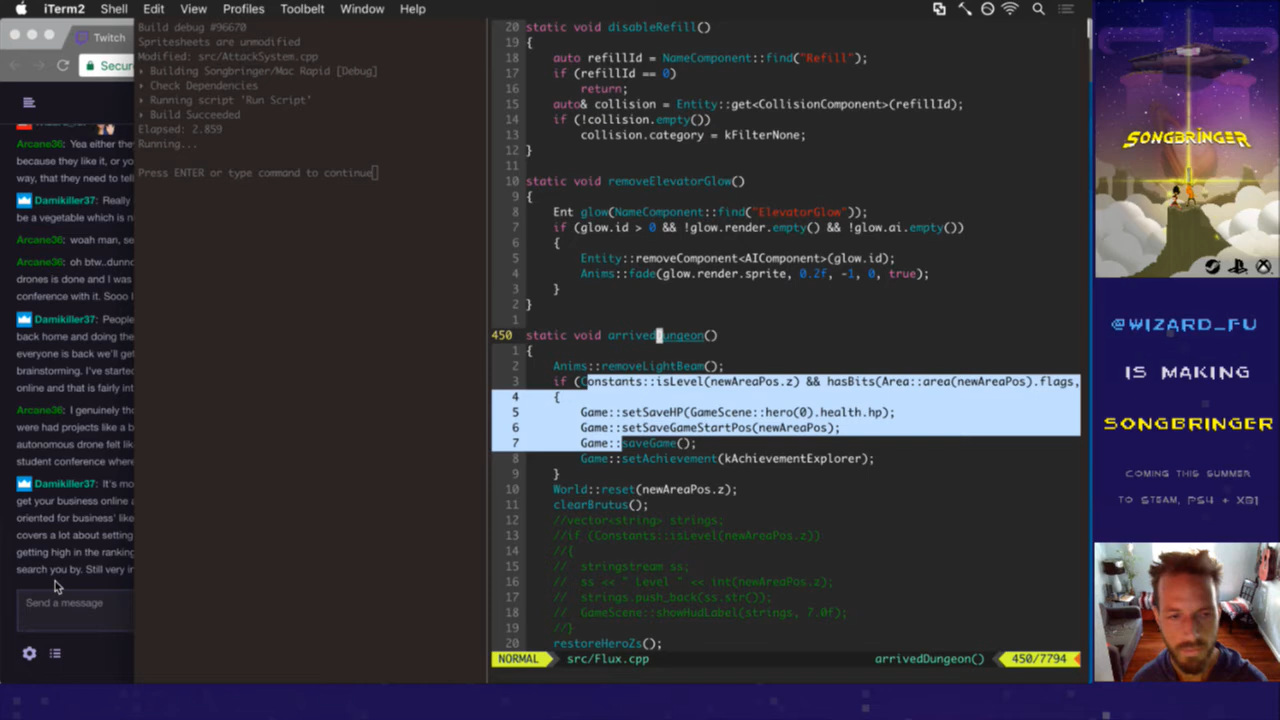 iTerm2 Shell Edit View Profiles Toolbelt Window Help
Twitch
Secur
Arcane36: Yea either they
because they like it, or yo
way, that they need to tell
Damikiller37: Really
be a vegetable which is n
Arcane36: woah man, se
Arcane36: oh btw..dunno
drones is done and I was
conference with it. Sooo I
Damikiller37: People
back home and doing the
everyone is back we'll get
brainstorming. I've started
online and that is fairly int
Arcane36: I genuinely tho
were had projects like a b
autonomous drone felt lik
student conference where
Damikiller37: It's mo
get your business online a
oriented for business' like
covers a lot about setting
getting high in the ranking
search you by. Still very in
Send a message
Build debug #96670
Spritesheets are unmodified
Modified: src/AttackSystem.cpp
Building Songbringer/Mac Rapid [Debug]
Check Dependencies
Running script 'Run Script'
Build Succeeded
Elapsed: 2.859
Running...
Press ENTER or type command to continue
20 static void disableRefill()
19 {
18 auto refillId = NameComponent::find("Refill");
17 if (refillId == 0)
16 return;
15 auto& collision = Entity::get<CollisionComponent>(refillId);
14 if (!collision.empty())
13 collision.category = kFilterNone;
12 }
11
10 static void removeElevatorGlow()
9 {
8 Ent glow(NameComponent::find("ElevatorGlow"));
7 if (glow.id > 0 && !glow.render.empty() && !glow.ai.empty())
6 {
5 Entity::removeComponent<AIComponent>(glow.id);
4 Anims::fade(glow.render.sprite, 0.2f, -1, 0, true);
3 }
2 }
1
450 static void arrivedDungeon()
1 {
2 Anims::removeLightBeam();
3 if (Constants::isLevel(newAreaPos.z) && hasBits(Area::area(newAreaPos).flags,
4 {
5 Game::setSaveHP(GameScene::hero(0).health.hp);
6 Game::setSaveGameStartPos(newAreaPos);
7 Game::saveGame();
8 Game::setAchievement(kAchievementExplorer);
9 }
10 World::reset(newAreaPos.z);
11 clearBrutus();
12 //vector<string> strings;
13 //if (Constants::isLevel(newAreaPos.z))
14 //{
15 // stringstream ss;
16 // ss << " Level " << int(newAreaPos.z);
17 // strings.push_back(ss.str());
18 // GameScene::showHudLabel(strings, 7.0f);
19 //}
20 restoreHeroZs();
NORMAL src/Flux.cpp arrivedDungeon() 450/7794
SONGBRINGER
@WIZARD_FU
IS MAKING
SONGBRINGER
COMING THIS SUMMER
TO STEAM, PS4 + XB1